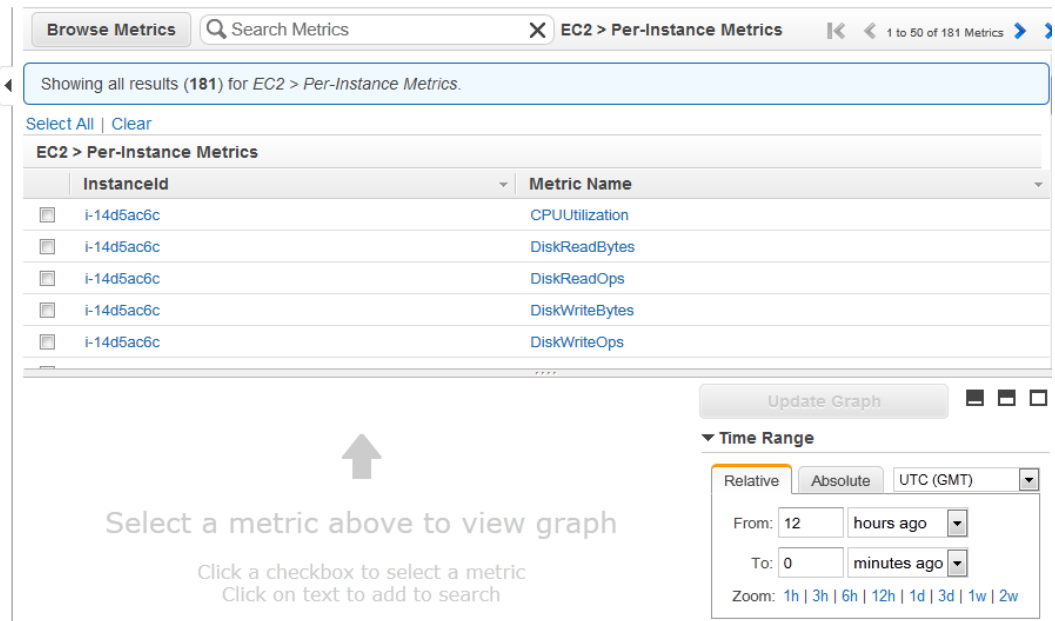 Browse Metrics Search Metrics X EC2 > Per-Instance Metrics 1 to 50 of 181 Metrics
Showing all results (181) for EC2 > Per-Instance Metrics.
Select All | Clear
EC2 > Per-Instance Metrics
InstanceId Metric Name
i-14d5ac6c CPUUtilization
i-14d5ac6c DiskReadBytes
i-14d5ac6c DiskReadOps
i-14d5ac6c DiskWriteBytes
i-14d5ac6c DiskWriteOps
Update Graph
Time Range
Relative Absolute UTC (GMT)
From: 12 hours ago
To: 0 minutes ago
Zoom: 1h | 3h | 6h | 12h | 1d | 3d | 1w | 2w
Select a metric above to view graph
Click a checkbox to select a metric
Click on text to add to search